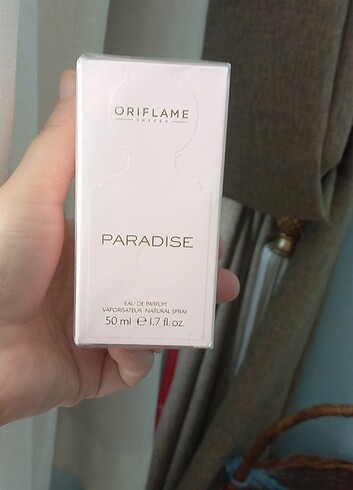 ORIFLAME
SWEDEN
PARADISE
EAU DE PARFUM
VAPORISATEUR NATURAL SPRAY
50 ml ℮ 1.7 fl. oz.